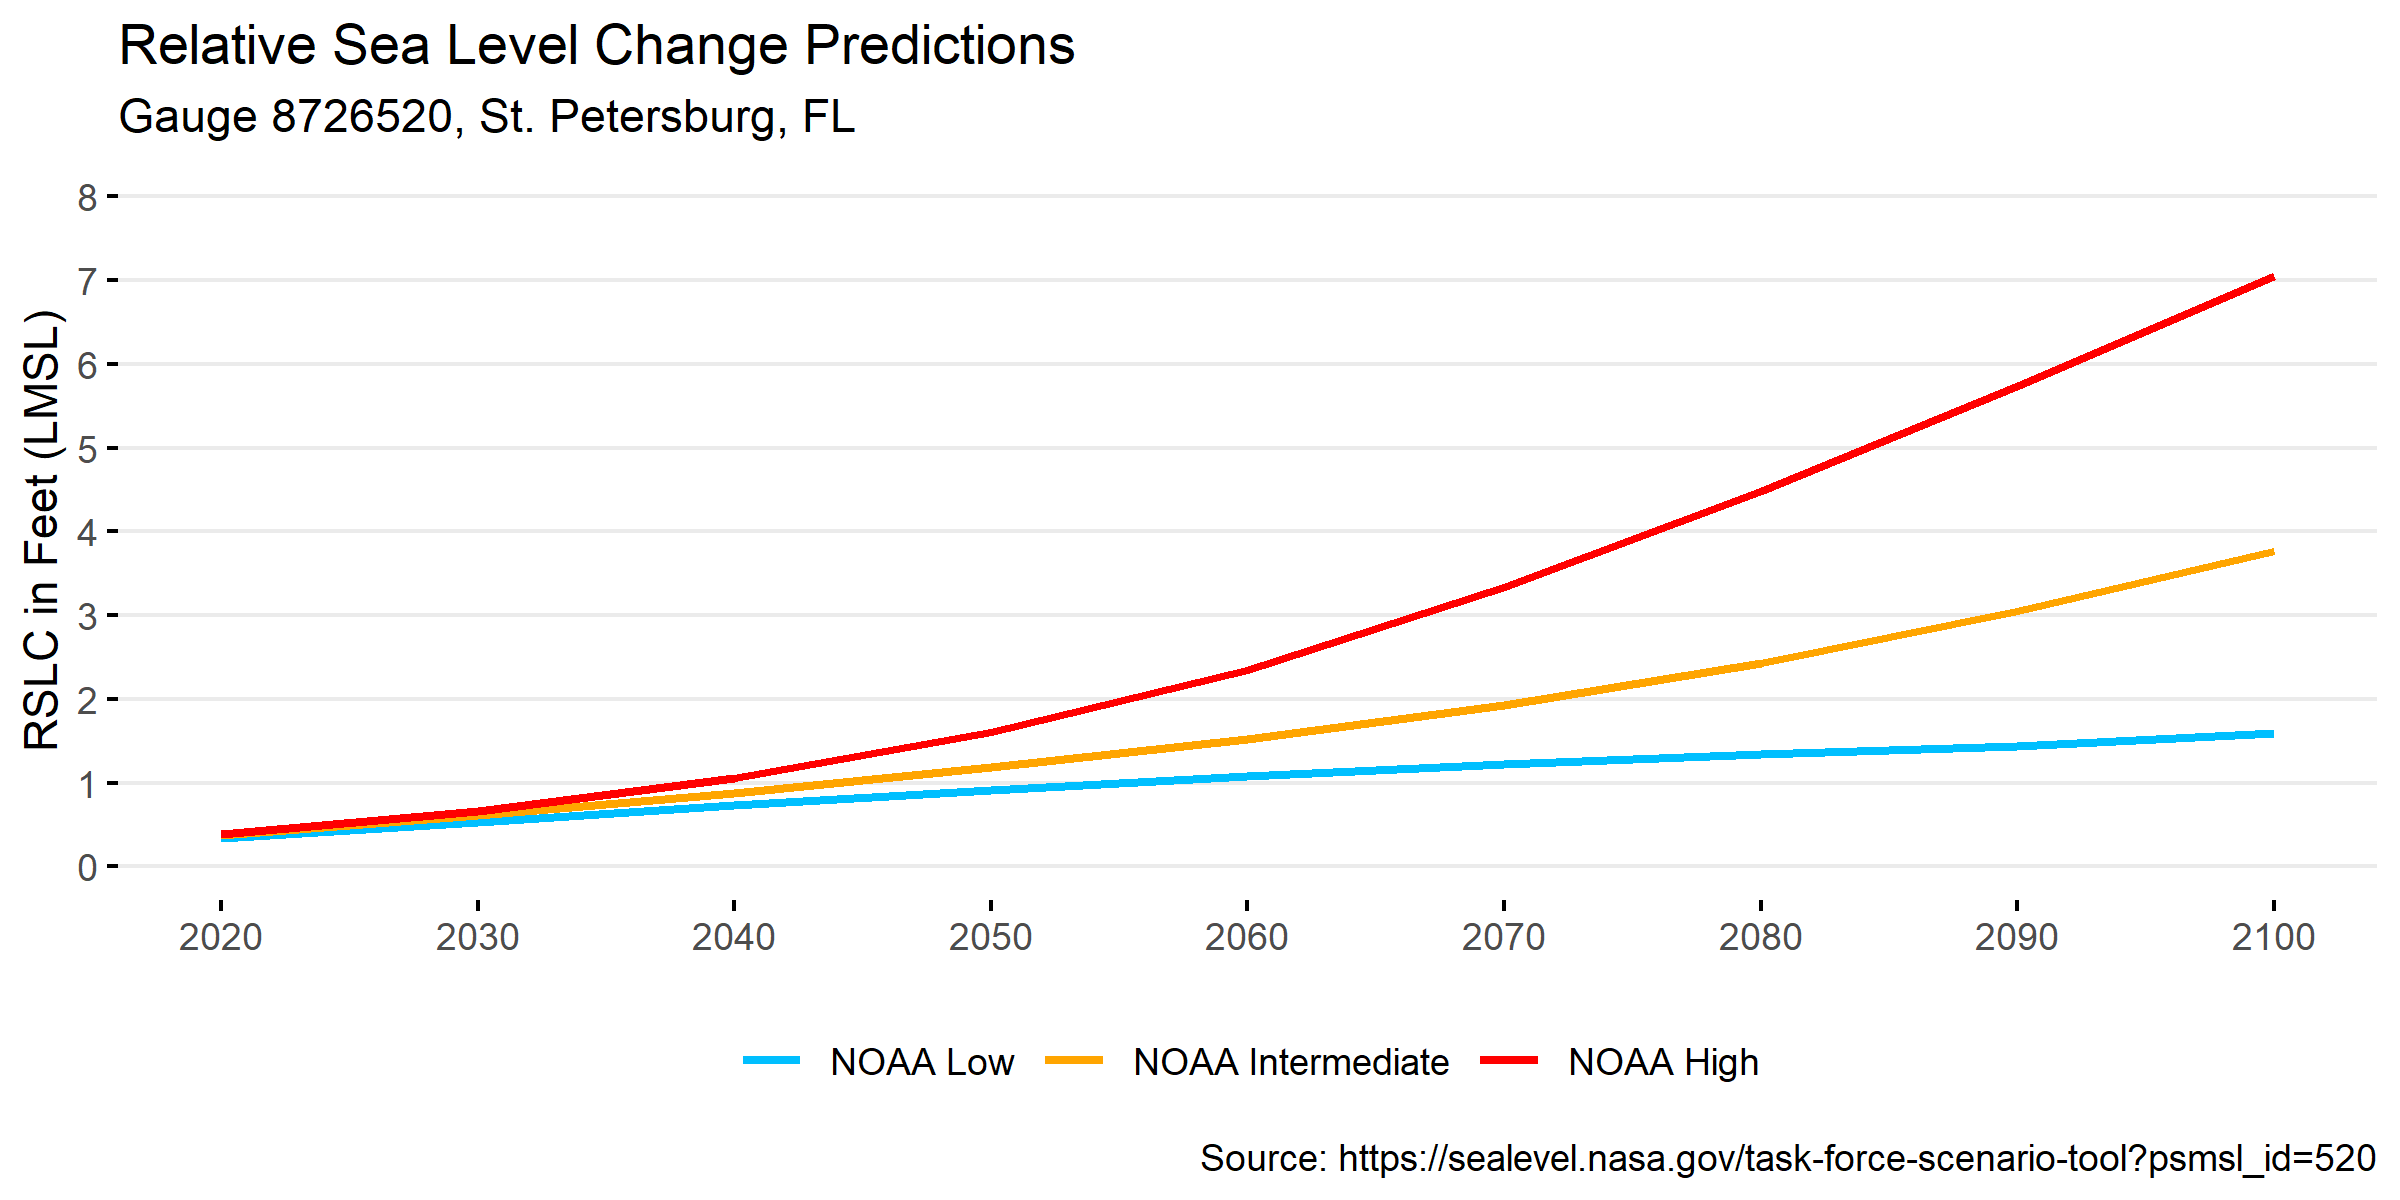 Relative Sea Level Change Predictions
Gauge 8726520, St. Petersburg, FL
RSLC in Feet (LMSL)
8
7
6
5
4
3
2
1
0
2020 2030 2040 2050 2060 2070 2080 2090 2100
NOAA Low NOAA Intermediate NOAA High
Source: https://sealevel.nasa.gov/task-force-scenario-tool?psmsl_id=520